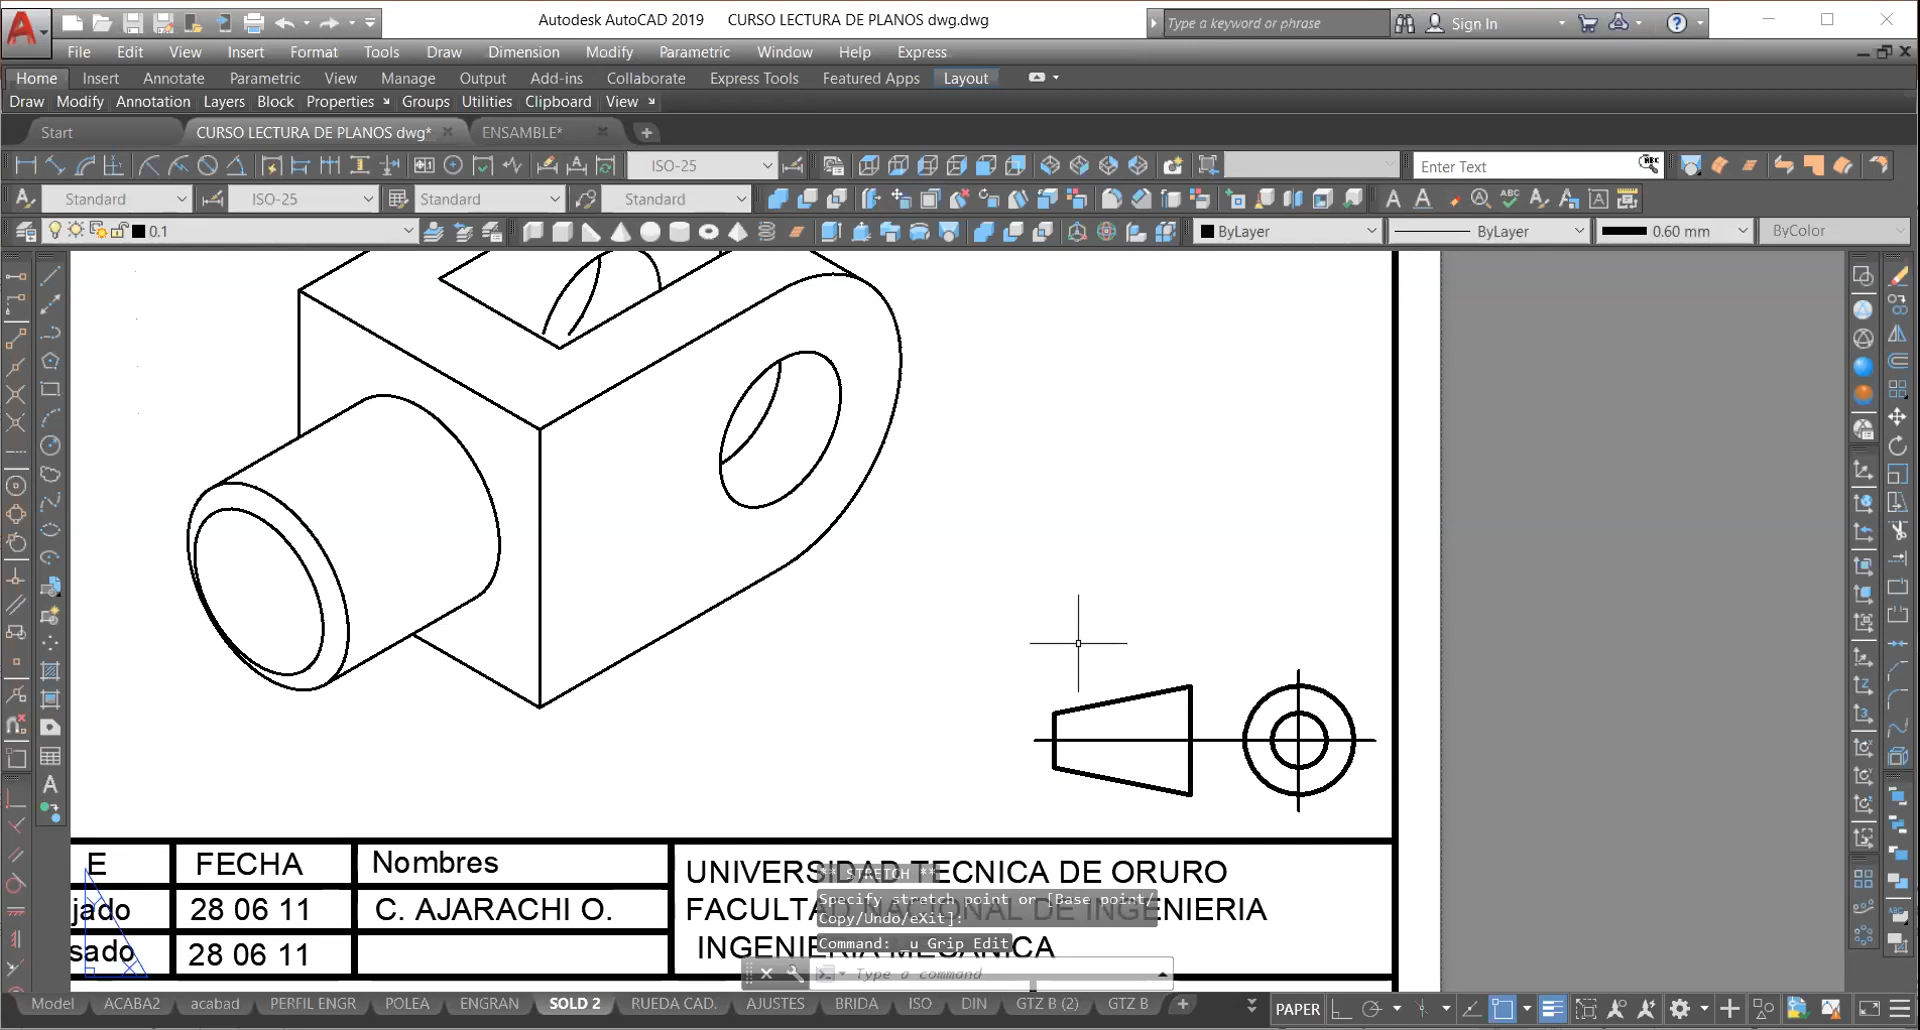 Autodesk AutoCAD 2019 CURSO LECTURA DE PLANOS dwg.dwg
Type a keyword or phrase
Sign In
File Edit View Insert Format Tools Draw Dimension Modify Parametric Window Help Express
Home Insert Annotate Parametric View Manage Output Add-ins Collaborate Express Tools Featured Apps Layout
Draw Modify Annotation Layers Block Properties Groups Utilities Clipboard View
Start CURSO LECTURA DE PLANOS dwg* ENSAMBLE*
ISO-25 Enter Text
Standard ISO-25 Standard Standard
0.1 ByLayer ByLayer 0.60 mm ByColor
E FECHA Nombres UNIVERSIDAD TECNICA DE ORURO
jado 28 06 11 C. AJARACHI O. FACULTAD NACIONAL DE INGENIERIA
sado 28 06 11 INGENIERIA MECANICA
** STRETCH **
Specify stretch point or [Base point/
Copy/Undo/eXit]:
Command: _u Grip Edit
Type a command
Model ACABA2 acabad PERFIL ENGR POLEA ENGRAN SOLD 2 RUEDA CAD. AJUSTES BRIDA ISO DIN GTZ B (2) GTZ B PAPER